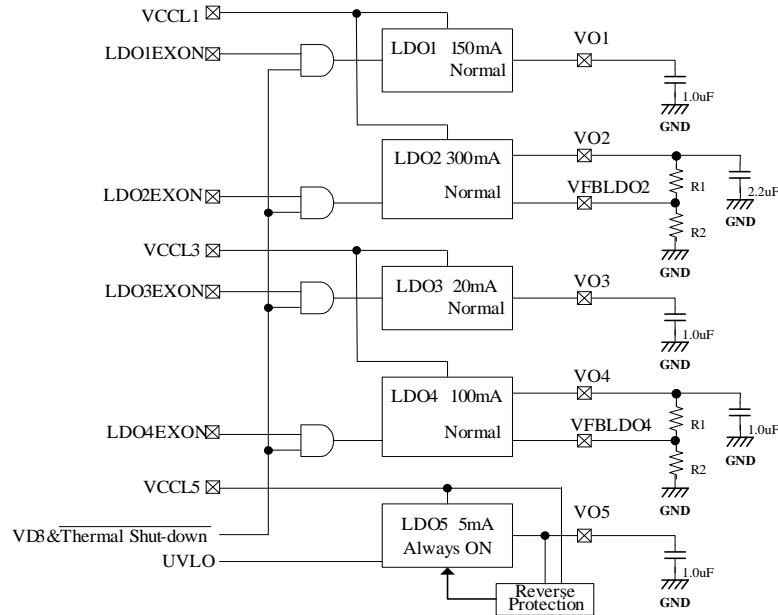 VCCL1
LDO1EXON
LDO1 150mA
Normal
VO1
1.0uF
GND
LDO2EXON
LDO2 300mA
Normal
VO2
VFBLDO2
R1
R2
2.2uF
GND
GND
VCCL3
LDO3EXON
LDO3 20mA
Normal
VO3
1.0uF
GND
LDO4EXON
LDO4 100mA
Normal
VO4
VFBLDO4
R1
R2
1.0uF
GND
GND
VCCL5
VD3&Thermal Shut-down
UVLO
LDO5 5mA
Always ON
VO5
Reverse
Protection
1.0uF
GND